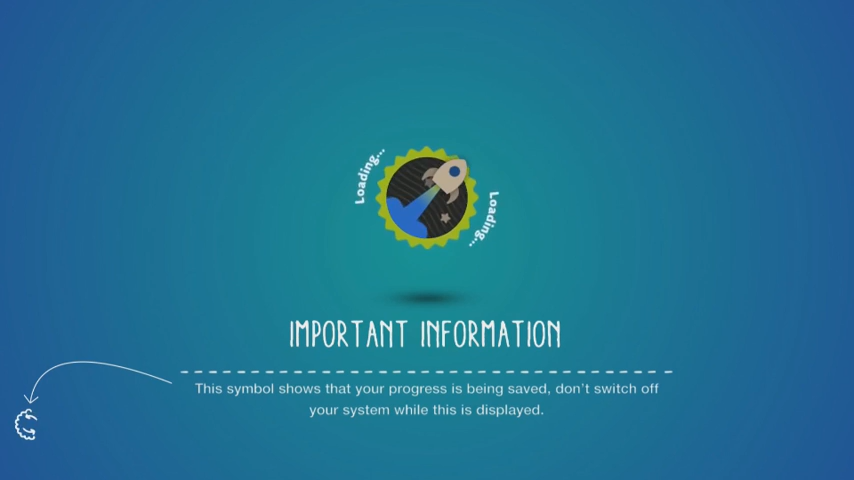 Loading...
Loading...
IMPORTANT INFORMATION
This symbol shows that your progress is being saved, don't switch off
your system while this is displayed.